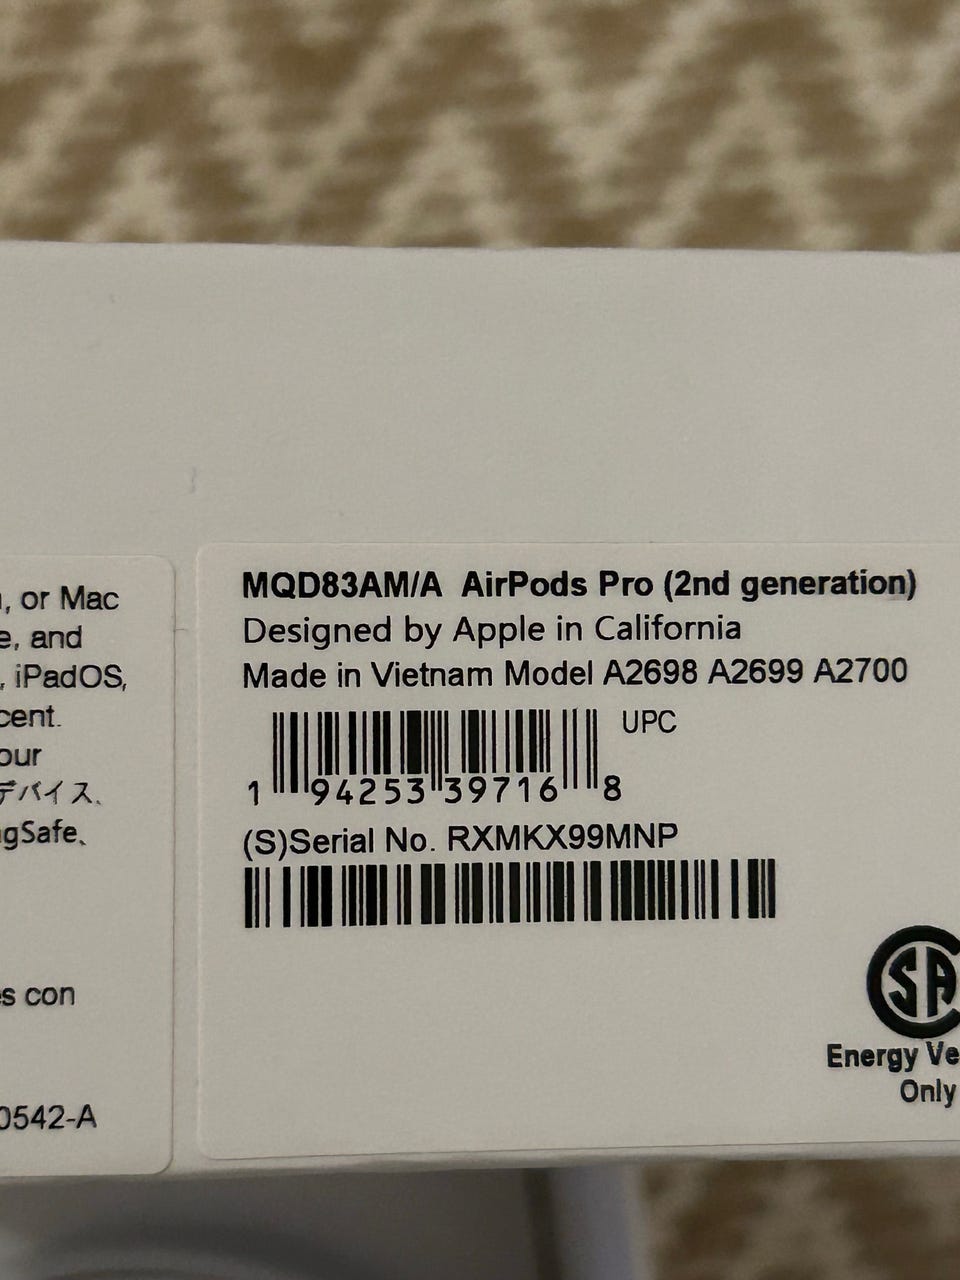 , or Mac
e, and
, iPadOS,
cent.
our
デバイス、
gSafe、
s con
0542-A
MQD83AM/A AirPods Pro (2nd generation)
Designed by Apple in California
Made in Vietnam Model A2698 A2699 A2700
UPC
1 94253 39716 8
(S)Serial No. RXMKX99MNP
SA
Energy Ve
Only